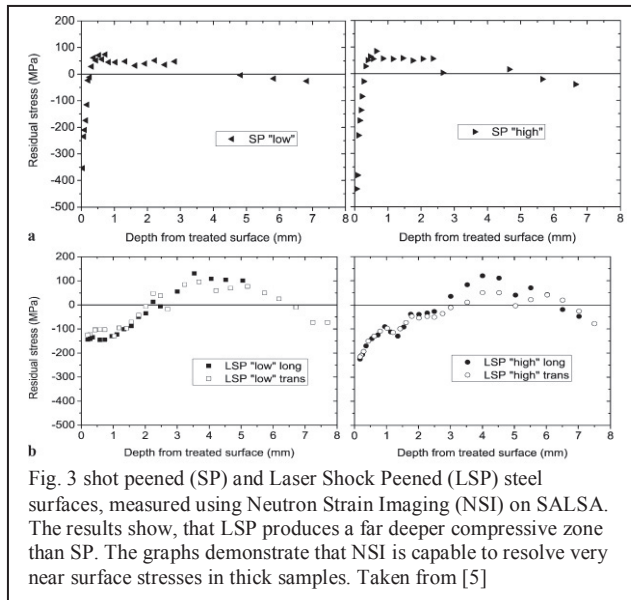 200
100
0
-100
-200
-300
-400
-500
Residual stress (MPa)
SP "low"
SP "high"
0 1 2 3 4 5 6 7 8
0 1 2 3 4 5 6 7 8
a
Depth from treated surface (mm)
Depth from treated surface (mm)
200
100
0
-100
-200
-300
-400
-500
Residual stress (MPa)
LSP "low" long
LSP "low" trans
LSP "high" long
LSP "high" trans
0 1 2 3 4 5 6 7 8
0 1 2 3 4 5 6 7 8
b
Depth from treated surface (mm)
Depth from treated surface (mm)
Fig. 3 shot peened (SP) and Laser Shock Peened (LSP) steel
surfaces, measured using Neutron Strain Imaging (NSI) on SALSA.
The results show, that LSP produces a far deeper compressive zone
than SP. The graphs demonstrate that NSI is capable to resolve very
near surface stresses in thick samples. Taken from [5]